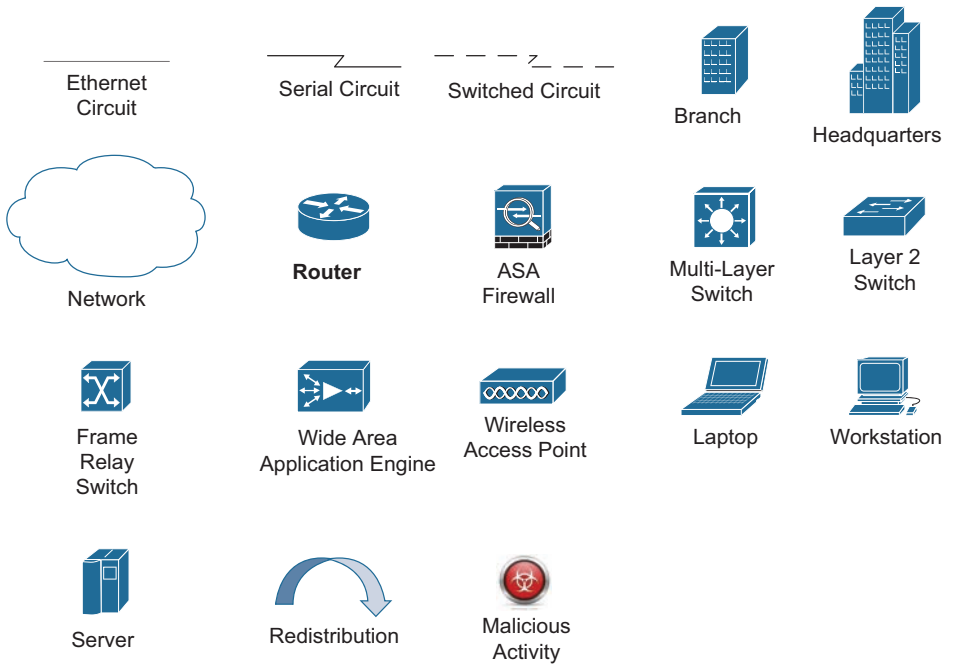 Ethernet
Circuit
Serial Circuit
Switched Circuit
Branch
Headquarters
Network
Router
ASA
Firewall
Multi-Layer
Switch
Layer 2
Switch
Frame
Relay
Switch
Wide Area
Application Engine
Wireless
Access Point
Laptop
Workstation
Server
Redistribution
Malicious
Activity